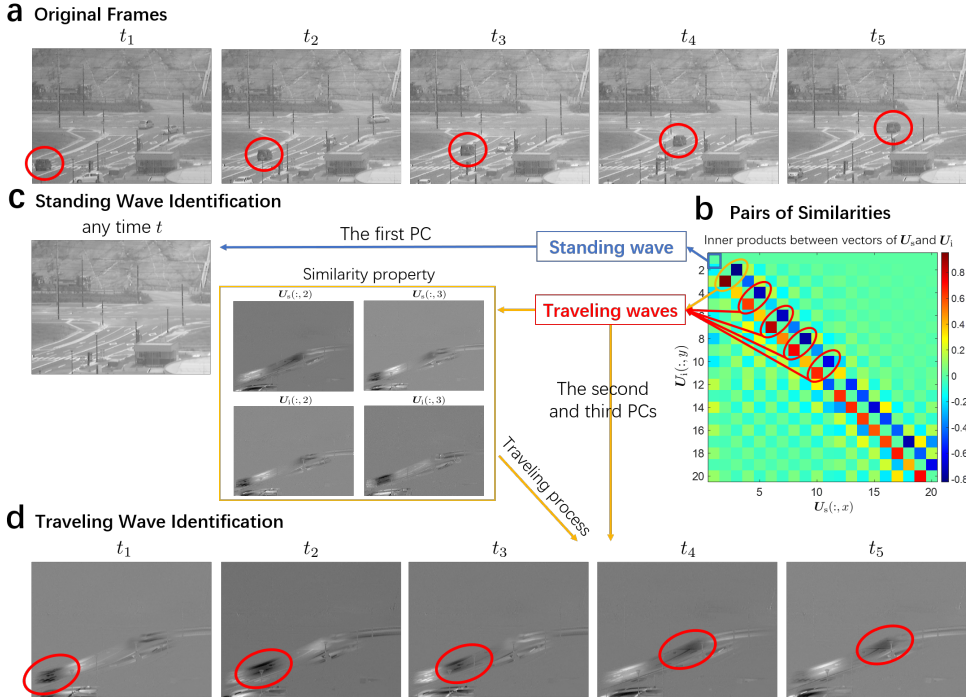 a Original Frames
t1 t2 t3 t4 t5
c Standing Wave Identification
any time t
The first PC
Standing wave
b Pairs of Similarities
Inner products between vectors of Us and Ui
Similarity property
Us(:, 2) Us(:, 3)
Ui(:, 2) Ui(:, 3)
Traveling waves
The second
and third PCs
Traveling process
2
4
6
8
10
12
14
16
18
20
Ui(:, y)
5 10 15 20
Us(:, x)
0.8
0.6
0.4
0.2
0
-0.2
-0.4
-0.6
-0.8
d Traveling Wave Identification
t1 t2 t3 t4 t5